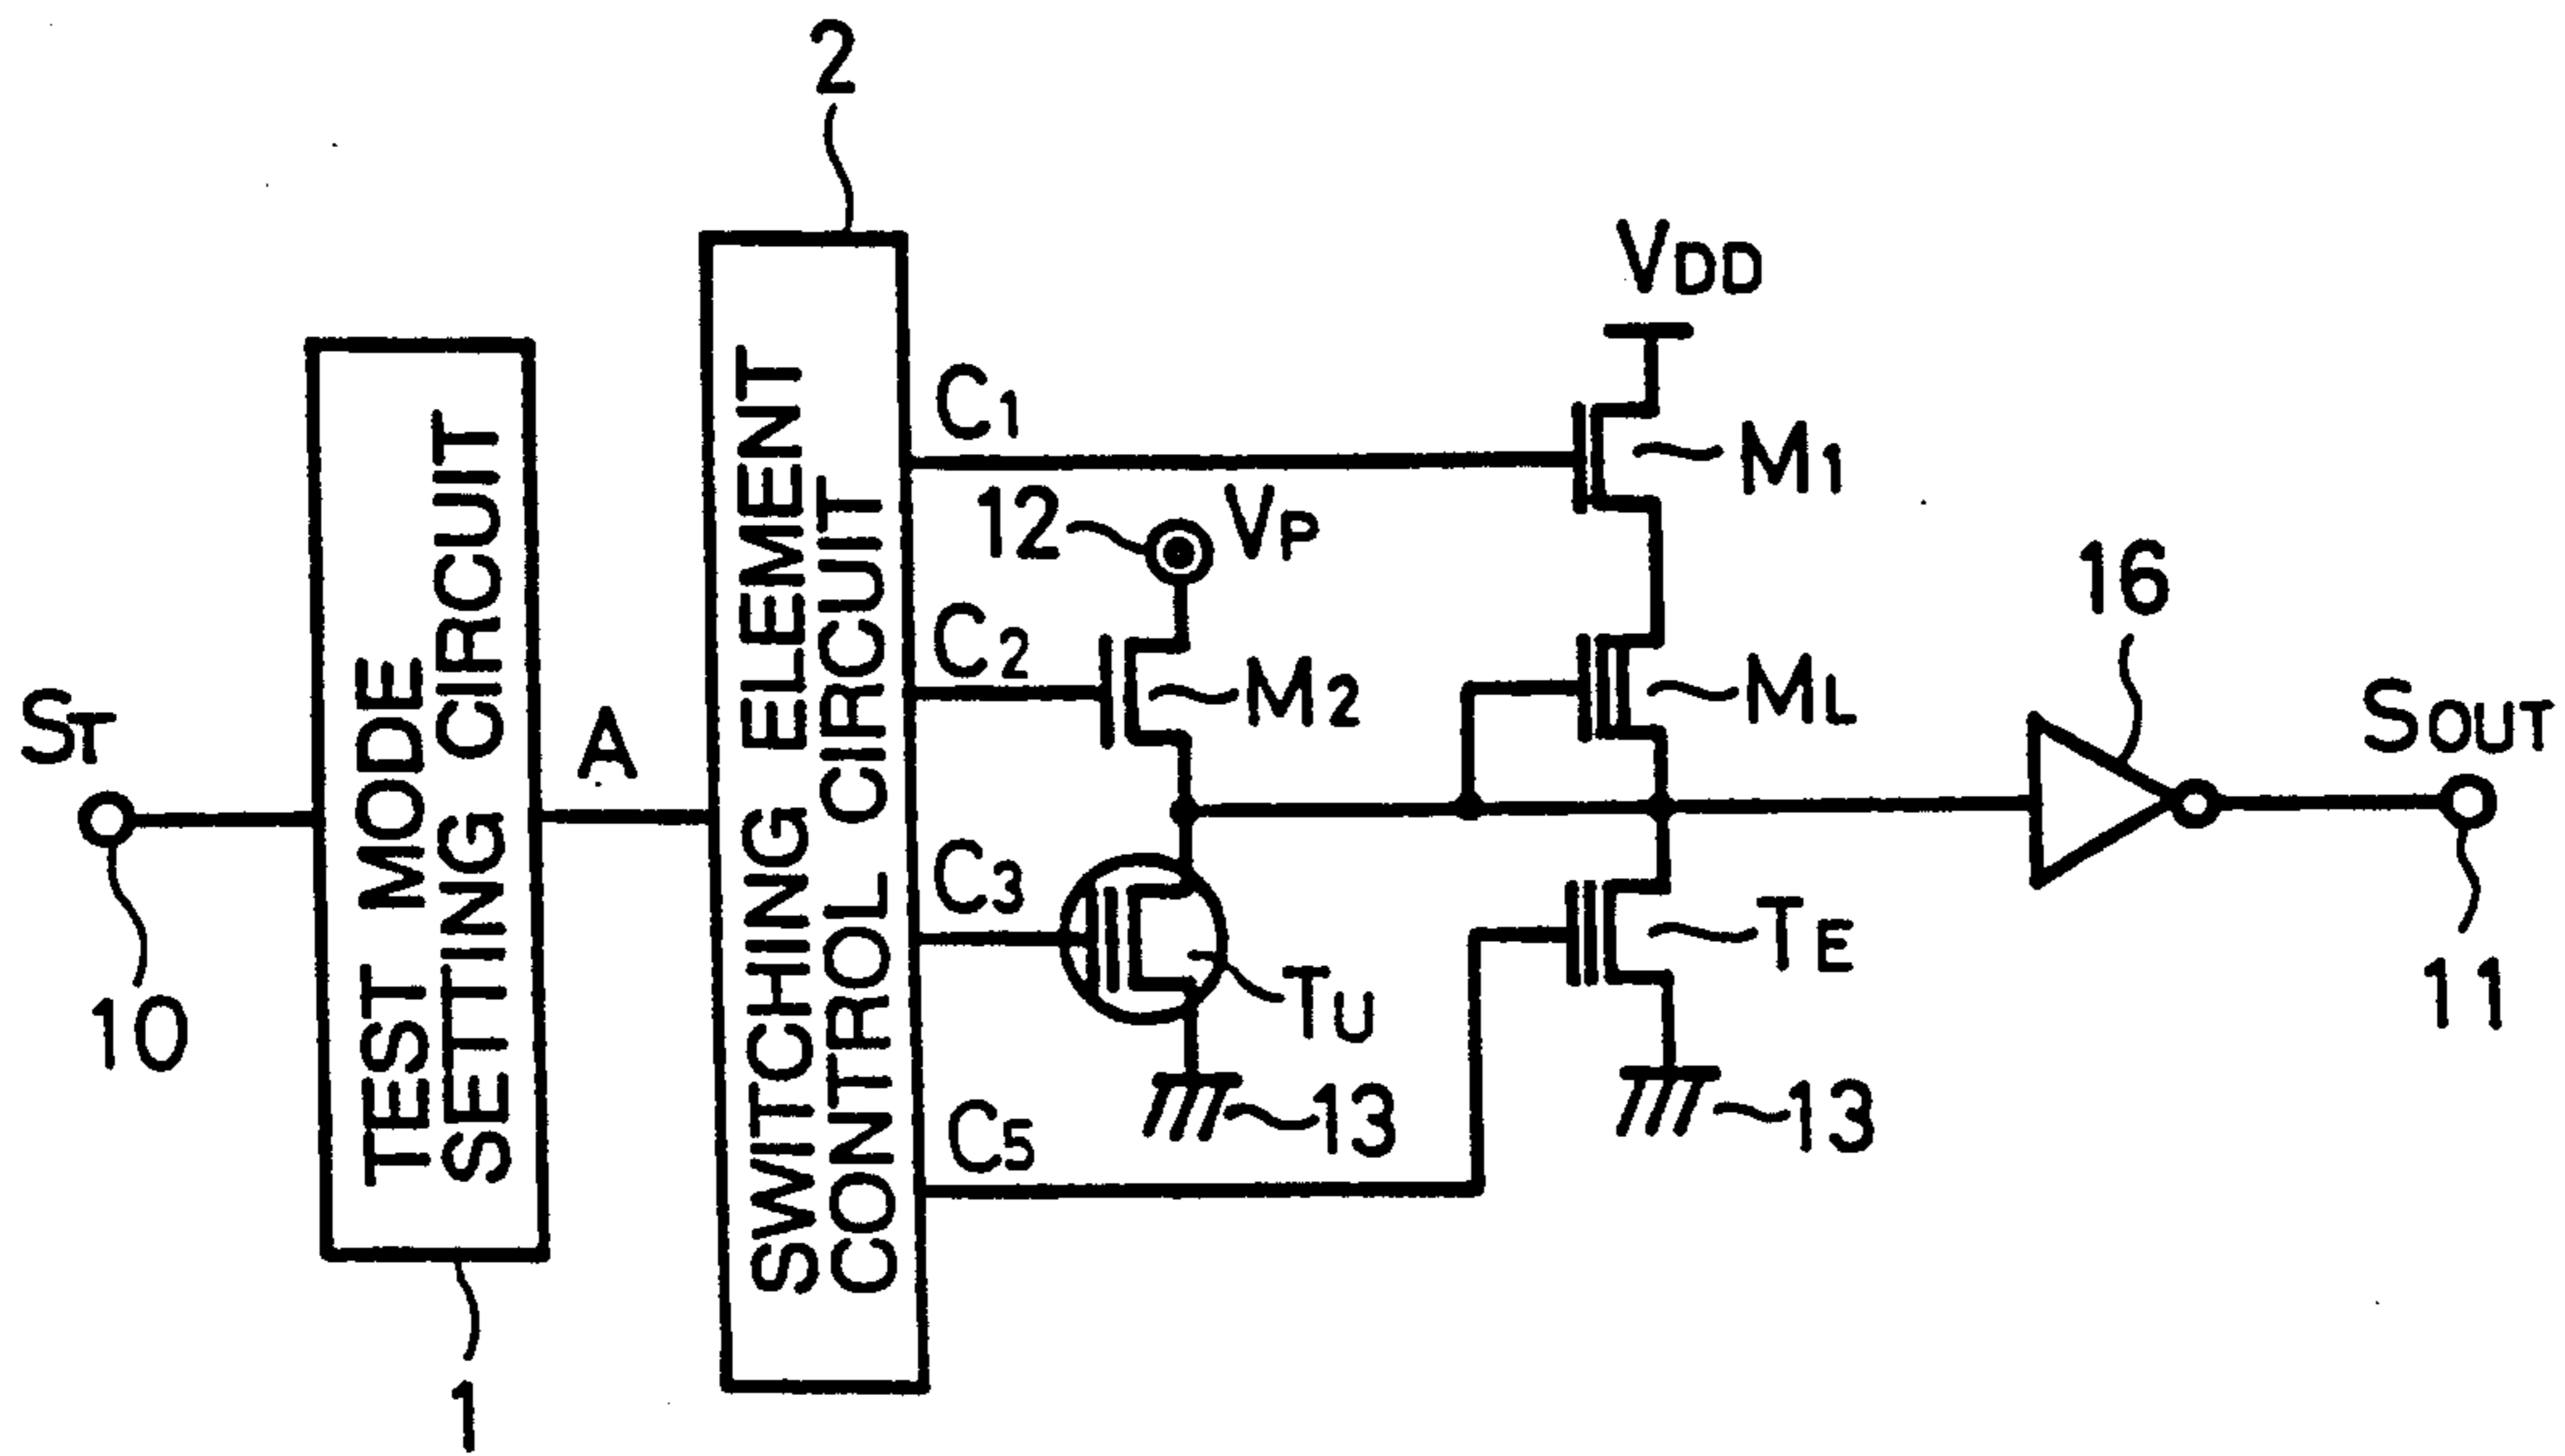 2
VDD
C1
M1
12
VP
C2
M2
ML
16
ST
A
SOUT
TEST MODE
SETTING CIRCUIT
SWITCHING ELEMENT
CONTROL CIRCUIT
C3
TU
TE
10
11
C5
13
13
1